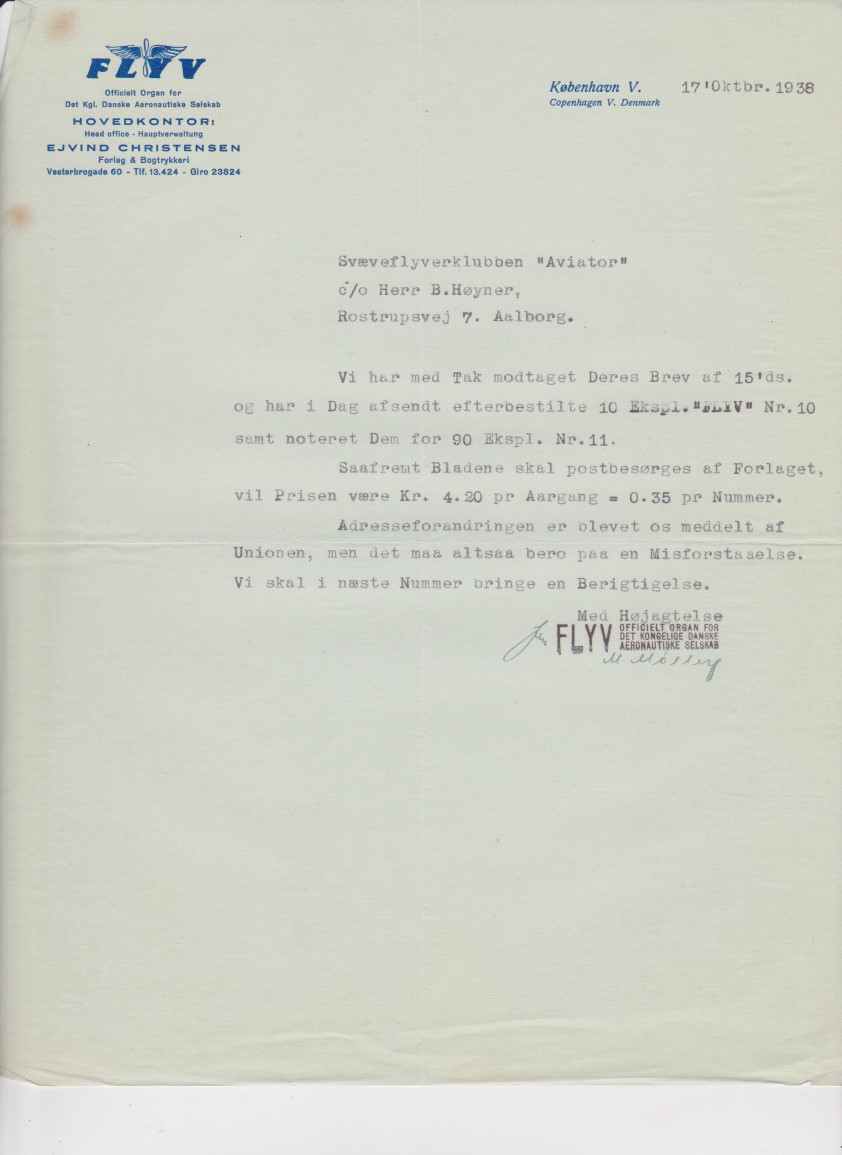 FLYV
Officielt Organ for
Det Kgl. Danske Aeronautiske Selskab
HOVEDKONTOR:
Head office - Hauptverwaltung
EJVIND CHRISTENSEN
Forlag & Bogtrykkeri
Vesterbrogade 60 - Tlf. 13.424 - Giro 23824
København V. 17'Oktbr. 1938
Copenhagen V. Denmark
Svæveflyverklubben "Aviator"
c/o Herr B.Høyner,
Rostrupsvej 7. Aalborg.
Vi har med Tak modtaget Deres Brev af 15'ds.
og har i Dag afsendt efterbestilte 10 Ekspl. "FLYV" Nr.10
samt noteret Dem for 90 Ekspl. Nr.11.
Saafremt Bladene skal postbesørges af Forlaget,
vil Prisen være Kr. 4.20 pr Aargang = 0.35 pr Nummer.
Adresseforandringen er blevet os meddelt af
Unionen, men det maa altsaa bero paa en Misforstaaelse.
Vi skal i næste Nummer bringe en Berigtigelse.
Med Højagtelse
FLYV OFFICIELT ORGAN FOR
DET KONGELIGE DANSKE
AERONAUTISKE SELSKAB